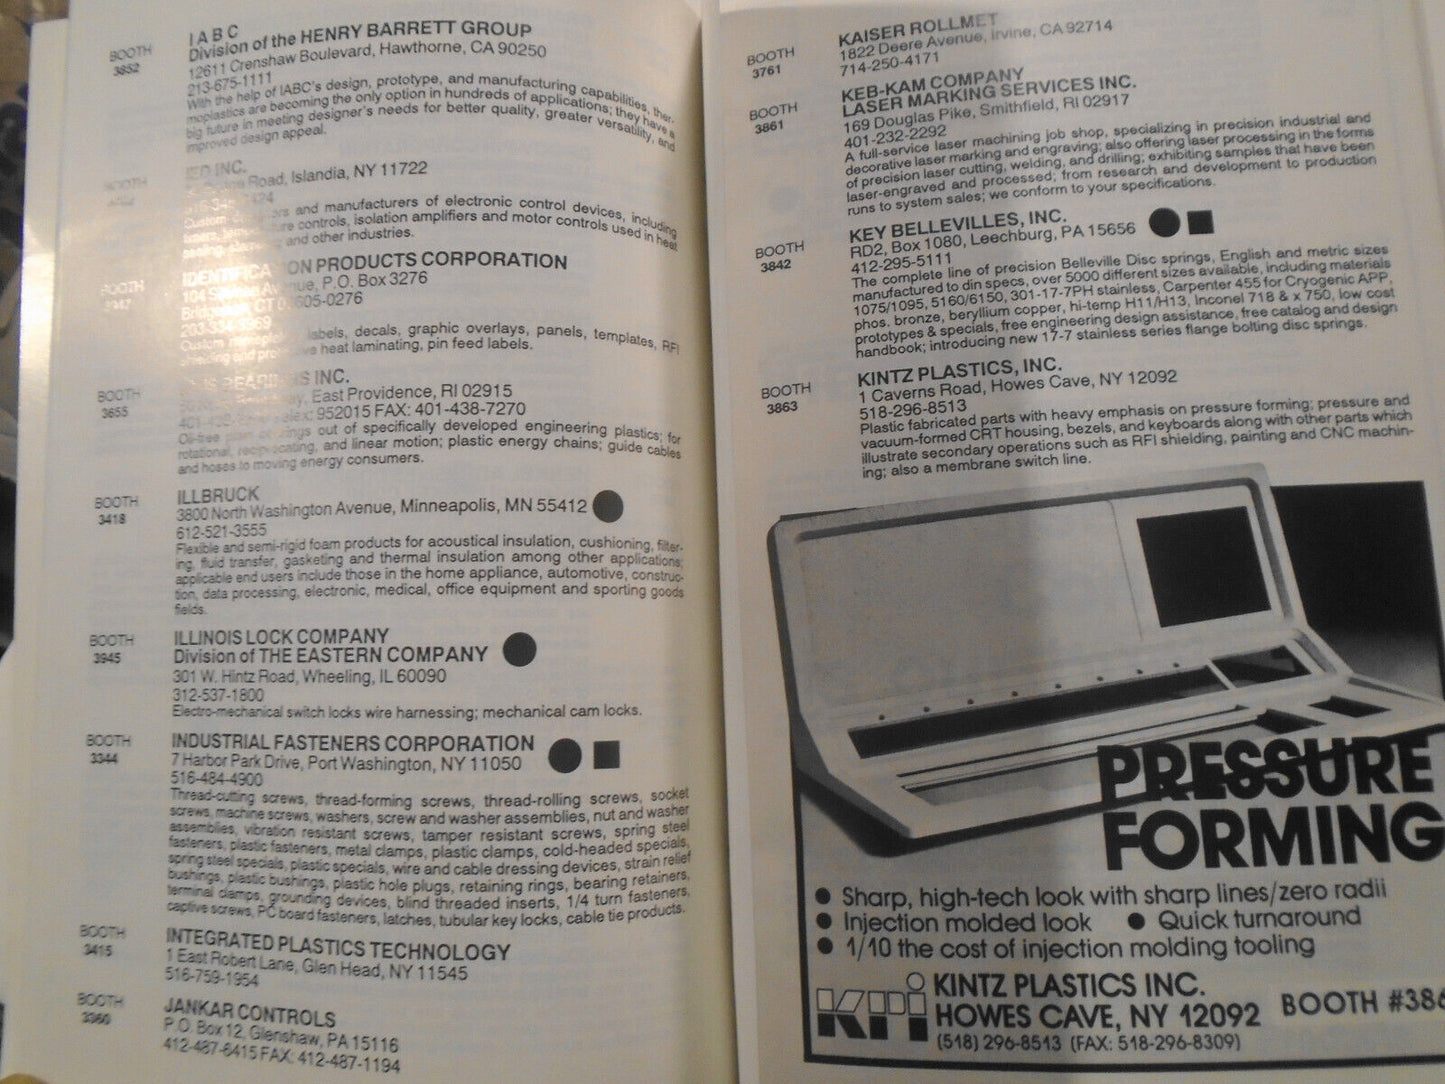 BOOTH
3852
I A B C
Division of the HENRY BARRETT GROUP
12611 Crenshaw Boulevard, Hawthorne, CA 90250
213-675-1111
With the help of IABC's design, prototype, and manufacturing capabilities, ther-
moplastics are becoming the only option in hundreds of applications; they have a
big future in meeting designer's needs for better quality, greater versatility, and
improved design appeal.
BOOTH
IED INC.
Road, Islandia, NY 11722
Custom and manufacturers of electronic control devices, including
controls, isolation amplifiers and motor controls used in heat
sealing, and other industries.
BOOTH
3947
IDENTIFICATION PRODUCTS CORPORATION
104 Avenue, P.O. Box 3276
Bridgeport, CT 06605-0276
203-334-5969
Custom labels, decals, graphic overlays, panels, templates, RFI
shielding and protective heat laminating, pin feed labels.
BOOTH
3655
BEARINGS INC.
East Providence, RI 02915
952015 FAX: 401-438-7270
Oil-free out of specifically developed engineering plastics; for
rotational, reciprocating, and linear motion; plastic energy chains; guide cables
and hoses to moving energy consumers.
BOOTH
3418
ILLBRUCK
3800 North Washington Avenue, Minneapolis, MN 55412
612-521-3555
Flexible and semi-rigid foam products for acoustical insulation, cushioning, filter-
ing, fluid transfer, gasketing and thermal insulation among other applications;
applicable end users include those in the home appliance, automotive, construc-
tion, data processing, electronic, medical, office equipment and sporting goods
fields.
BOOTH
3945
ILLINOIS LOCK COMPANY
Division of THE EASTERN COMPANY
301 W. Hintz Road, Wheeling, IL 60090
312-537-1800
Electro-mechanical switch locks wire harnessing; mechanical cam locks.
BOOTH
3344
INDUSTRIAL FASTENERS CORPORATION
7 Harbor Park Drive, Port Washington, NY 11050
516-484-4900
Thread-cutting screws, thread-forming screws, thread-rolling screws, socket
screws, machine screws, washers, screw and washer assemblies, nut and washer
assemblies, vibration resistant screws, tamper resistant screws, spring steel
fasteners, plastic fasteners, metal clamps, plastic clamps, cold-headed specials,
spring steel specials, plastic specials, wire and cable dressing devices, strain relief
bushings, plastic bushings, plastic hole plugs, retaining rings, bearing retainers,
terminal clamps, grounding devices, blind threaded inserts, 1/4 turn fasteners,
captive screws, PC board fasteners, latches, tubular key locks, cable tie products.
BOOTH
3415
INTEGRATED PLASTICS TECHNOLOGY
1 East Robert Lane, Glen Head, NY 11545
516-759-1954
BOOTH
3360
JANKAR CONTROLS
P.O. Box 12, Glenshaw, PA 15116
412-487-6415 FAX: 412-487-1194
BOOTH
3761
KAISER ROLLMET
1822 Deere Avenue, Irvine, CA 92714
714-250-4171
BOOTH
3861
KEB-KAM COMPANY
LASER MARKING SERVICES INC.
169 Douglas Pike, Smithfield, RI 02917
401-232-2292
A full-service laser machining job shop, specializing in precision industrial and
decorative laser marking and engraving; also offering laser processing in the forms
of precision laser cutting, welding, and drilling; exhibiting samples that have been
laser-engraved and processed; from research and development to production
runs to system sales; we conform to your specifications.
BOOTH
3842
KEY BELLEVILLES, INC.
RD2, Box 1080, Leechburg, PA 15656
412-295-5111
The complete line of precision Belleville Disc springs, English and metric sizes
manufactured to din specs, over 5000 different sizes available, including materials
1075/1095, 5160/6150, 301-17-7PH stainless, Carpenter 455 for Cryogenic APP,
phos. bronze, beryllium copper, hi-temp H11/H13, Inconel 718 & x 750, low cost
prototypes & specials, free engineering design assistance, free catalog and design
handbook; introducing new 17-7 stainless series flange bolting disc springs.
BOOTH
3863
KINTZ PLASTICS, INC.
1 Caverns Road, Howes Cave, NY 12092
518-296-8513
Plastic fabricated parts with heavy emphasis on pressure forming; pressure and
vacuum-formed CRT housing, bezels, and keyboards along with other parts which
illustrate secondary operations such as RFI shielding, painting and CNC machin-
ing; also a membrane switch line.
PRESSURE
FORMING
● Sharp, high-tech look with sharp lines/zero radii
● Injection molded look ● Quick turnaround
● 1/10 the cost of injection molding tooling
KPi
KINTZ PLASTICS INC.
HOWES CAVE, NY 12092 BOOTH #386
(518) 296-8513 (FAX: 518-296-8309)